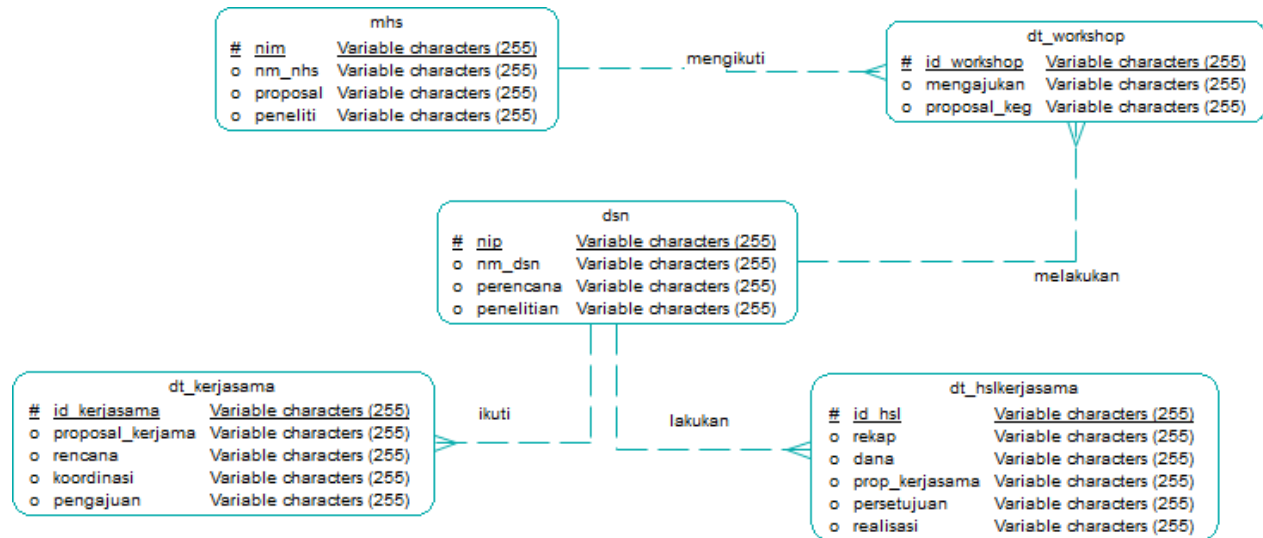 mhs
# nim Variable characters (255)
o nm_nhs Variable characters (255)
o proposal Variable characters (255)
o peneliti Variable characters (255)
mengikuti
dt_workshop
# id_workshop Variable characters (255)
o mengajukan Variable characters (255)
o proposal_keg Variable characters (255)
dsn
# nip Variable characters (255)
o nm_dsn Variable characters (255)
o perencana Variable characters (255)
o penelitian Variable characters (255)
melakukan
dt_kerjasama
# id_kerjasama Variable characters (255)
o proposal_kerjama Variable characters (255)
o rencana Variable characters (255)
o koordinasi Variable characters (255)
o pengajuan Variable characters (255)
ikuti
lakukan
dt_hslkerjasama
# id_hsl Variable characters (255)
o rekap Variable characters (255)
o dana Variable characters (255)
o prop_kerjasama Variable characters (255)
o persetujuan Variable characters (255)
o realisasi Variable characters (255)